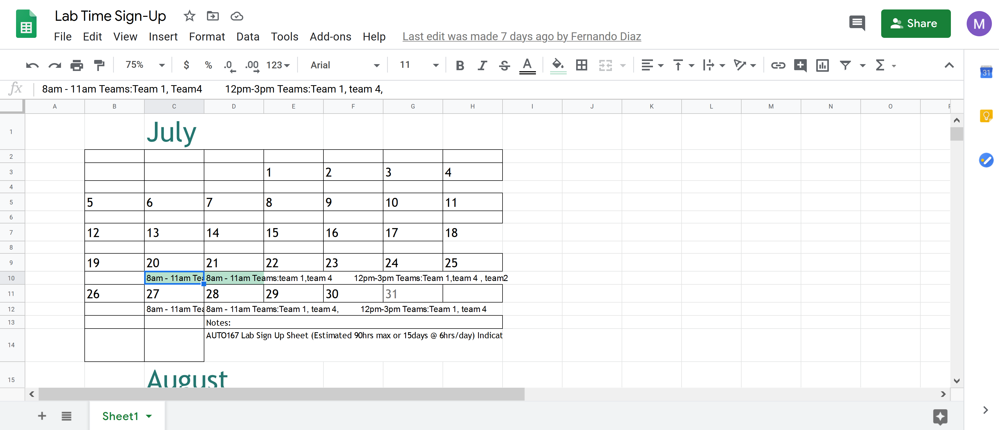 Lab Time Sign-Up
Share
M
File Edit View Insert Format Data Tools Add-ons Help Last edit was made 7 days ago by Fernando Diaz
75% $ % .0 .00 123 Arial 11 B I S A Σ
31
fx 8am - 11am Teams:Team 1, Team4 12pm-3pm Teams:Team 1, team 4,
A B C D E F G H I J K L M N O
1 July
2
3 1 2 3 4
4
5 5 6 7 8 9 10 11
6
7 12 13 14 15 16 17 18
8
9 19 20 21 22 23 24 25
10 8am - 11am Tea 8am - 11am Teams:team 1,team 4 12pm-3pm Teams:Team 1,team 4 , team2
11 26 27 28 29 30 31
12 8am - 11am Tea 8am - 11am Teams:Team 1, team 4, 12pm-3pm Teams:Team 1, team 4
13 Notes:
14 AUTO167 Lab Sign Up Sheet (Estimated 90hrs max or 15days @ 6hrs/day) Indicat
15 August
Sheet1